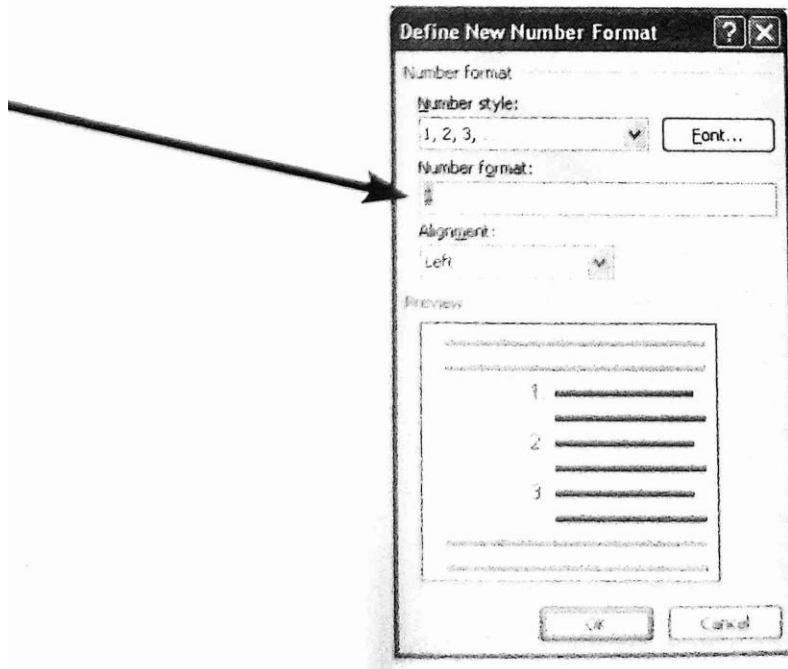 Define New Number Format
Number format
Number style:
1, 2, 3, ...
Font...
Number format:
Alignment:
Left
Preview
1.
2
3
OK
Cancel